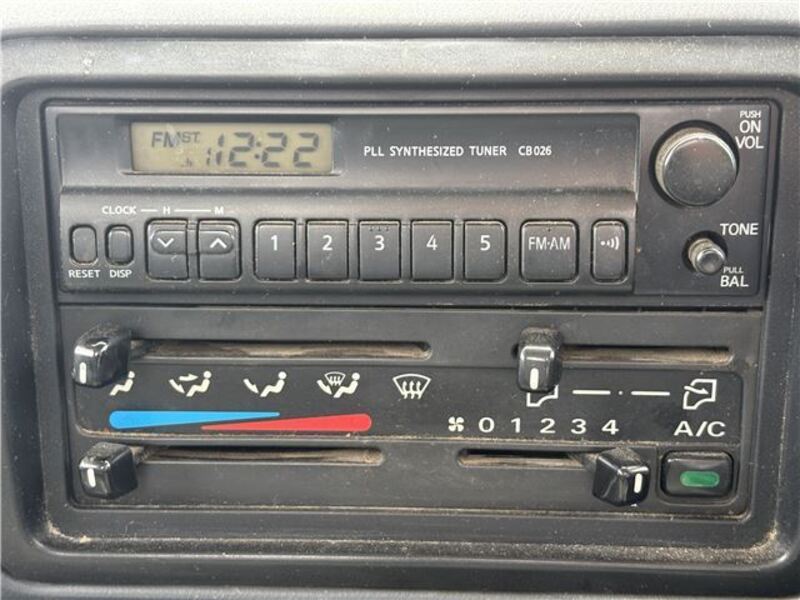 FM ST. 12:22
PLL SYNTHESIZED TUNER CB026
PUSH
ON
VOL
CLOCK H M
RESET DISP
1 2 3 4 5 FM·AM
TONE
PULL
BAL
0 1 2 3 4 A/C